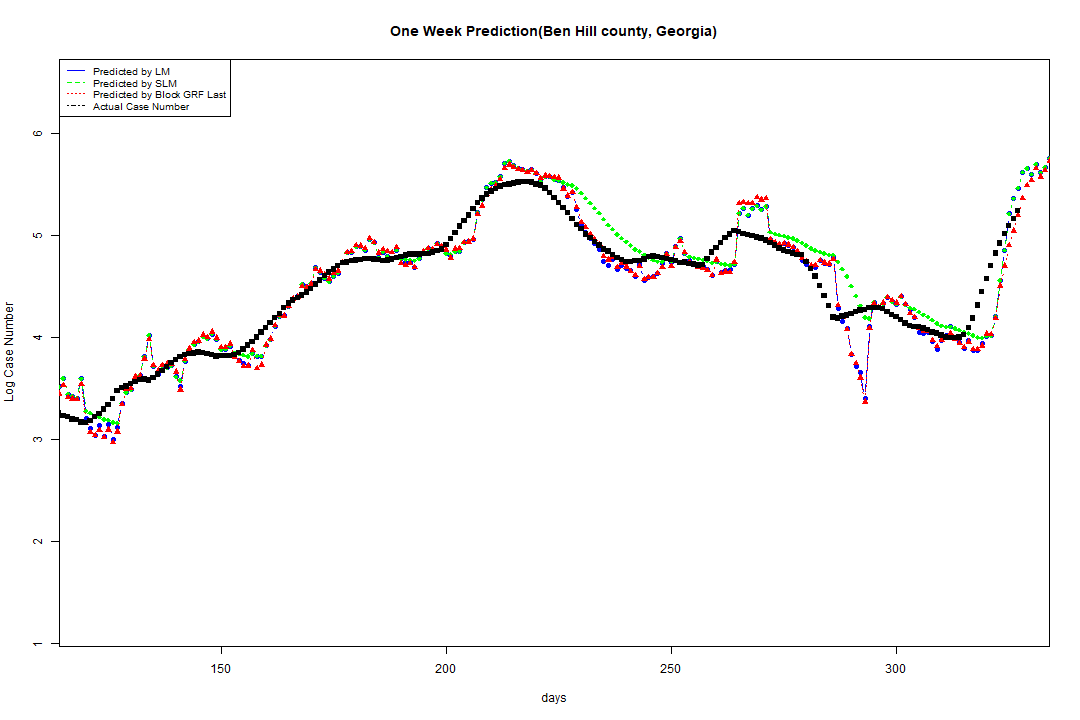 One Week Prediction(Ben Hill county, Georgia)
Predicted by LM
Predicted by SLM
Predicted by Block GRF Last
Actual Case Number
6
5
4
3
2
1
Log Case Number
150 200 250 300
days